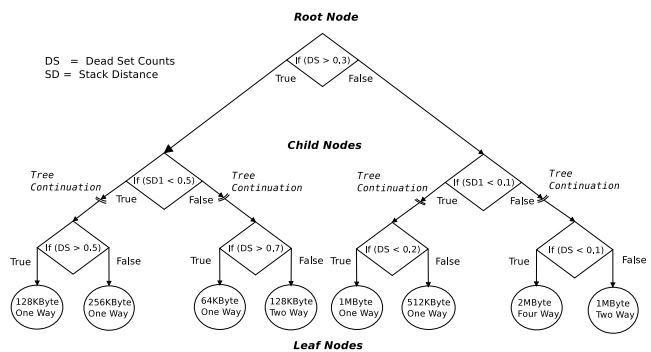 Root Node
DS = Dead Set Counts
SD = Stack Distance
If (DS > 0,3)
True
False
Child Nodes
Tree
Continuation
If (SD1 < 0.5)
Tree
Continuation
True
False
Tree
Continuation
If (SD1 < 0,1)
Tree
Continuation
True
False
If (DS > 0.5)
True
False
If (DS > 0,7)
True
False
If (DS < 0,2)
True
False
If (DS < 0,1)
True
False
128KByte
One Way
256KByte
One Way
64KByte
One Way
128KByte
Two Way
1MByte
One Way
512KByte
One Way
2MByte
Four Way
1MByte
Two Way
Leaf Nodes